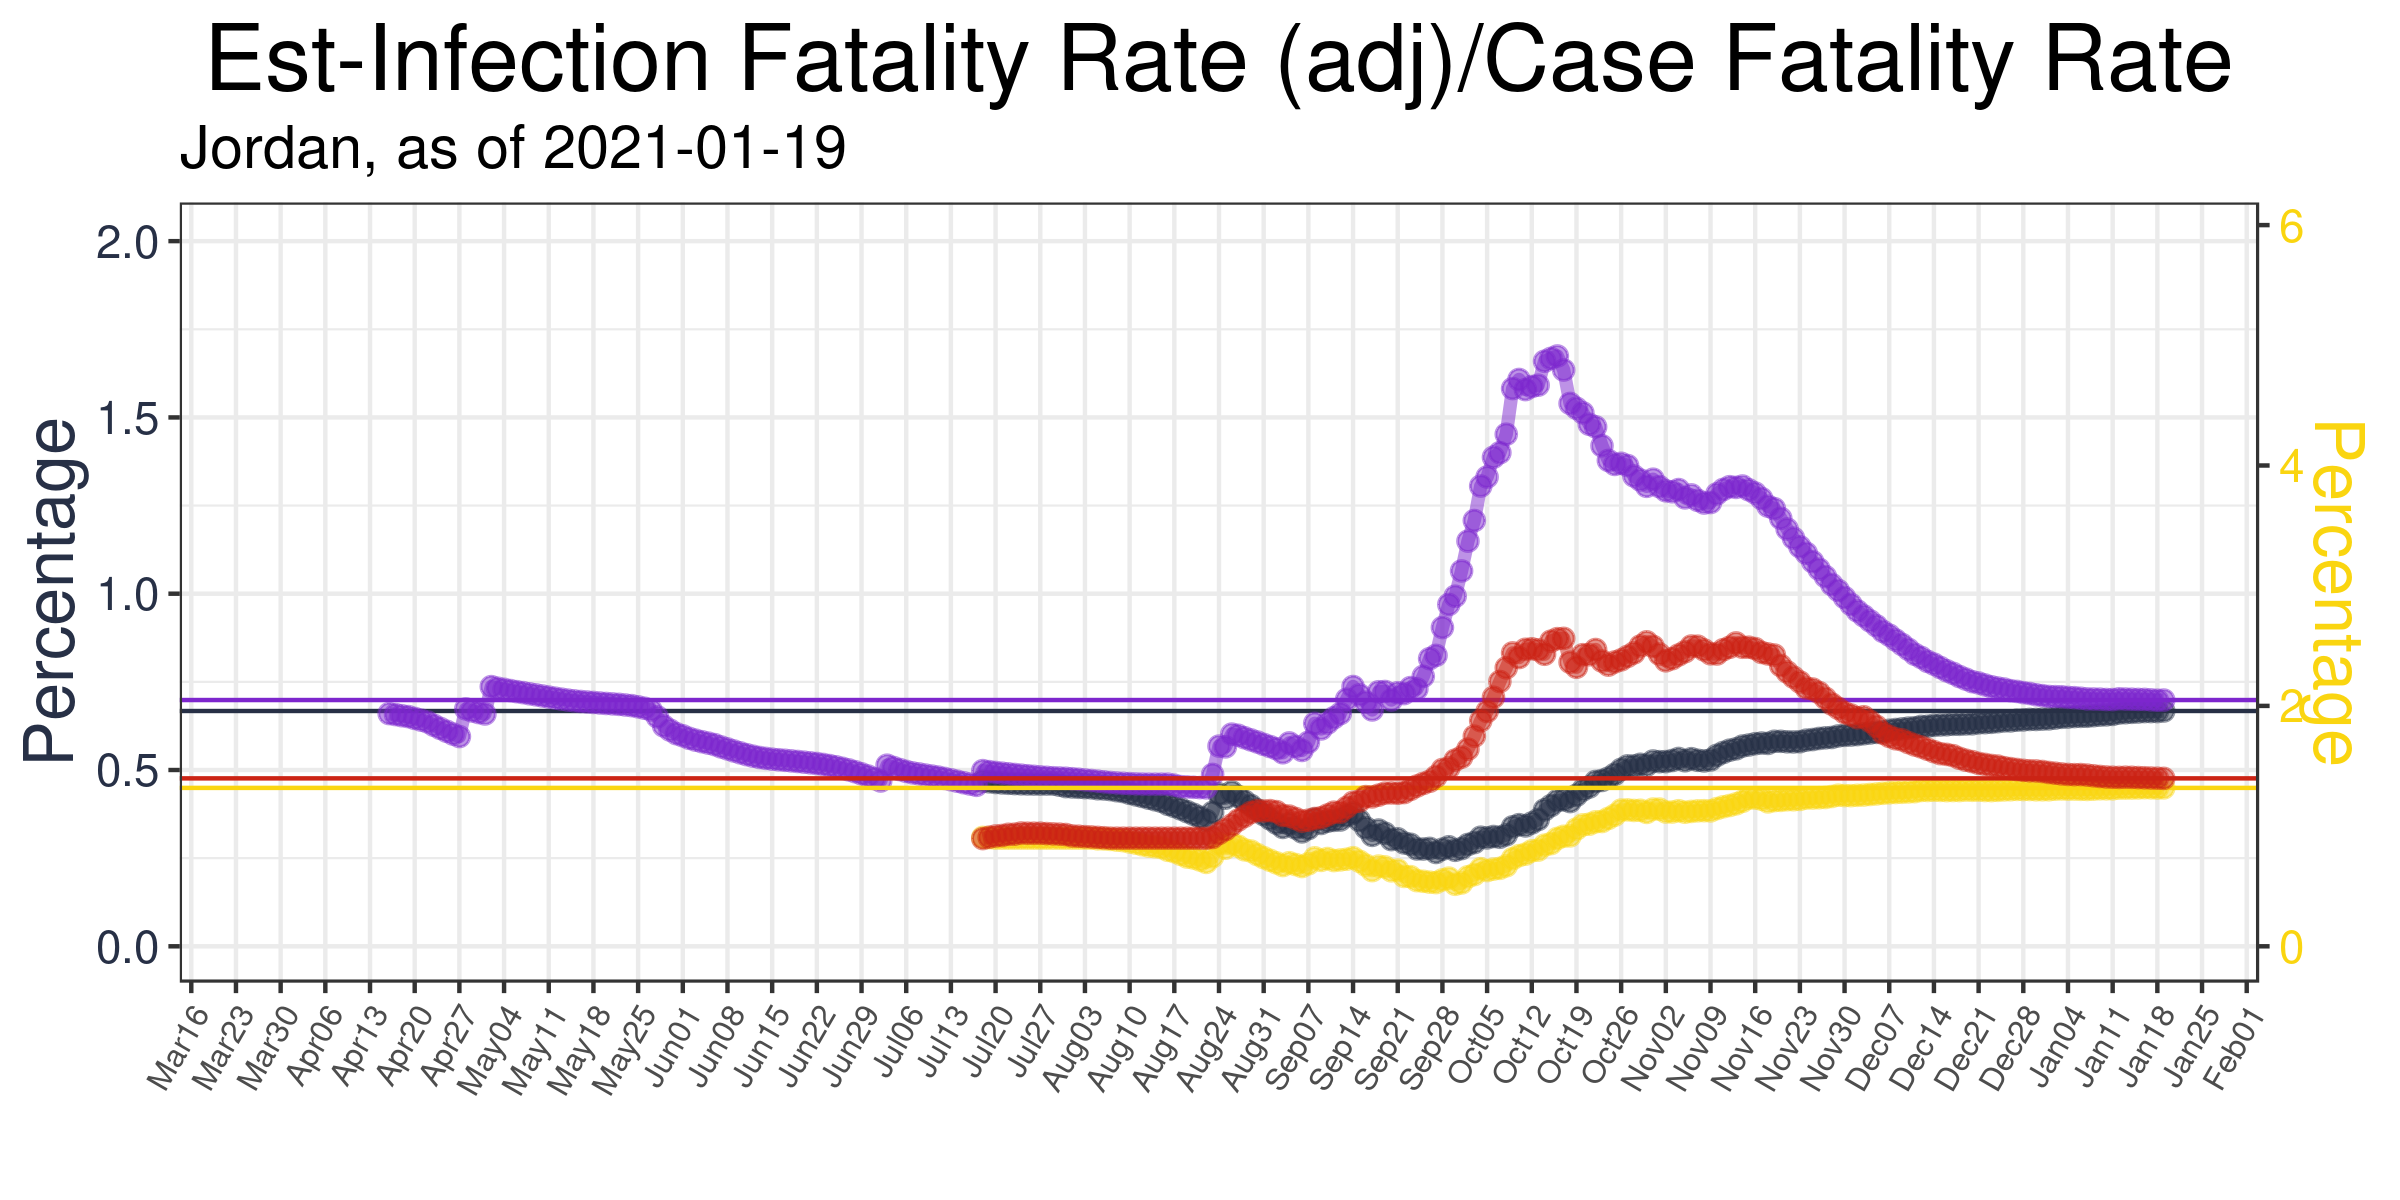 Est-Infection Fatality Rate (adj)/Case Fatality Rate
Jordan, as of 2021-01-19
Percentage
2.0
1.5
1.0
0.5
0.0
6
4
2
0
Percentage
Mar16 Mar23 Mar30 Apr06 Apr13 Apr20 Apr27 May04 May11 May18 May25 Jun01 Jun08 Jun15 Jun22 Jun29 Jul06 Jul13 Jul20 Jul27 Aug03 Aug10 Aug17 Aug24 Aug31 Sep07 Sep14 Sep21 Sep28 Oct05 Oct12 Oct19 Oct26 Nov02 Nov09 Nov16 Nov23 Nov30 Dec07 Dec14 Dec21 Dec28 Jan04 Jan11 Jan18 Jan25 Feb01